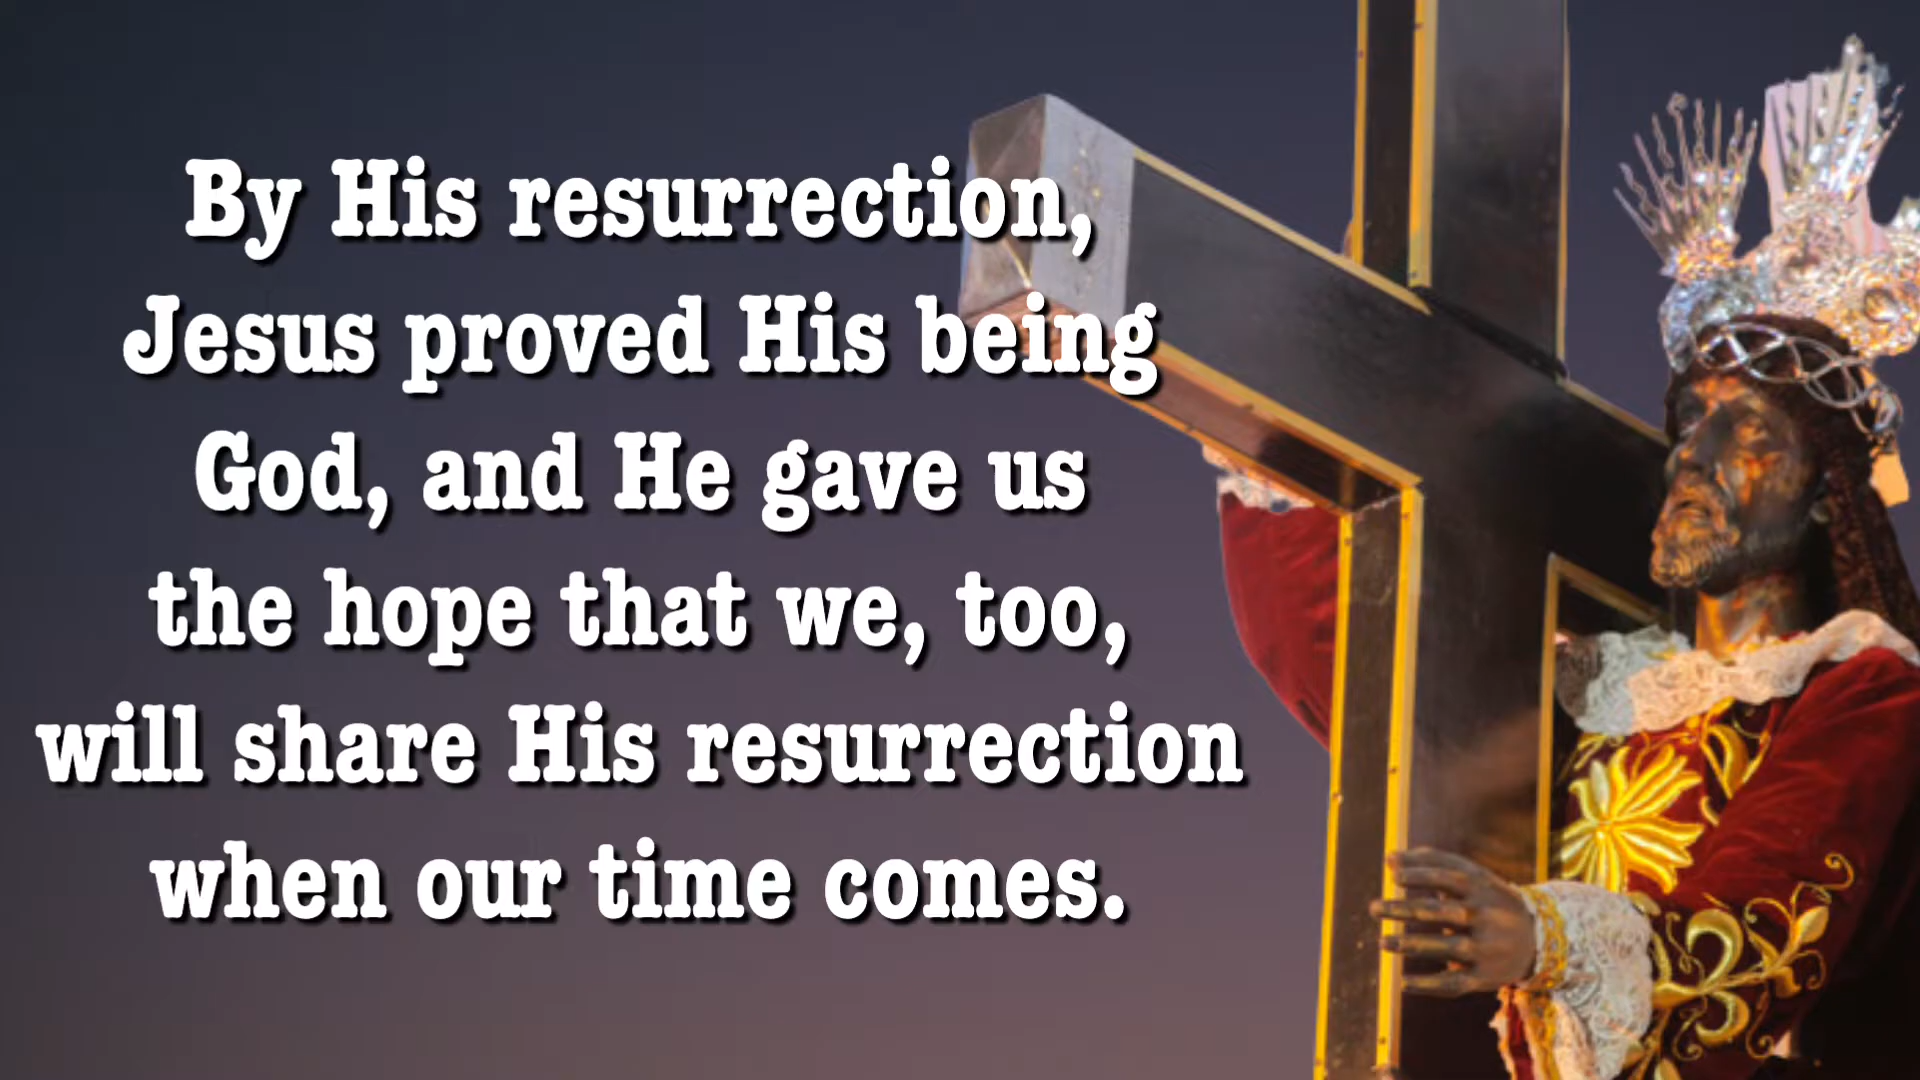 By His resurrection,
Jesus proved His being
God, and He gave us
the hope that we, too,
will share His resurrection
when our time comes.